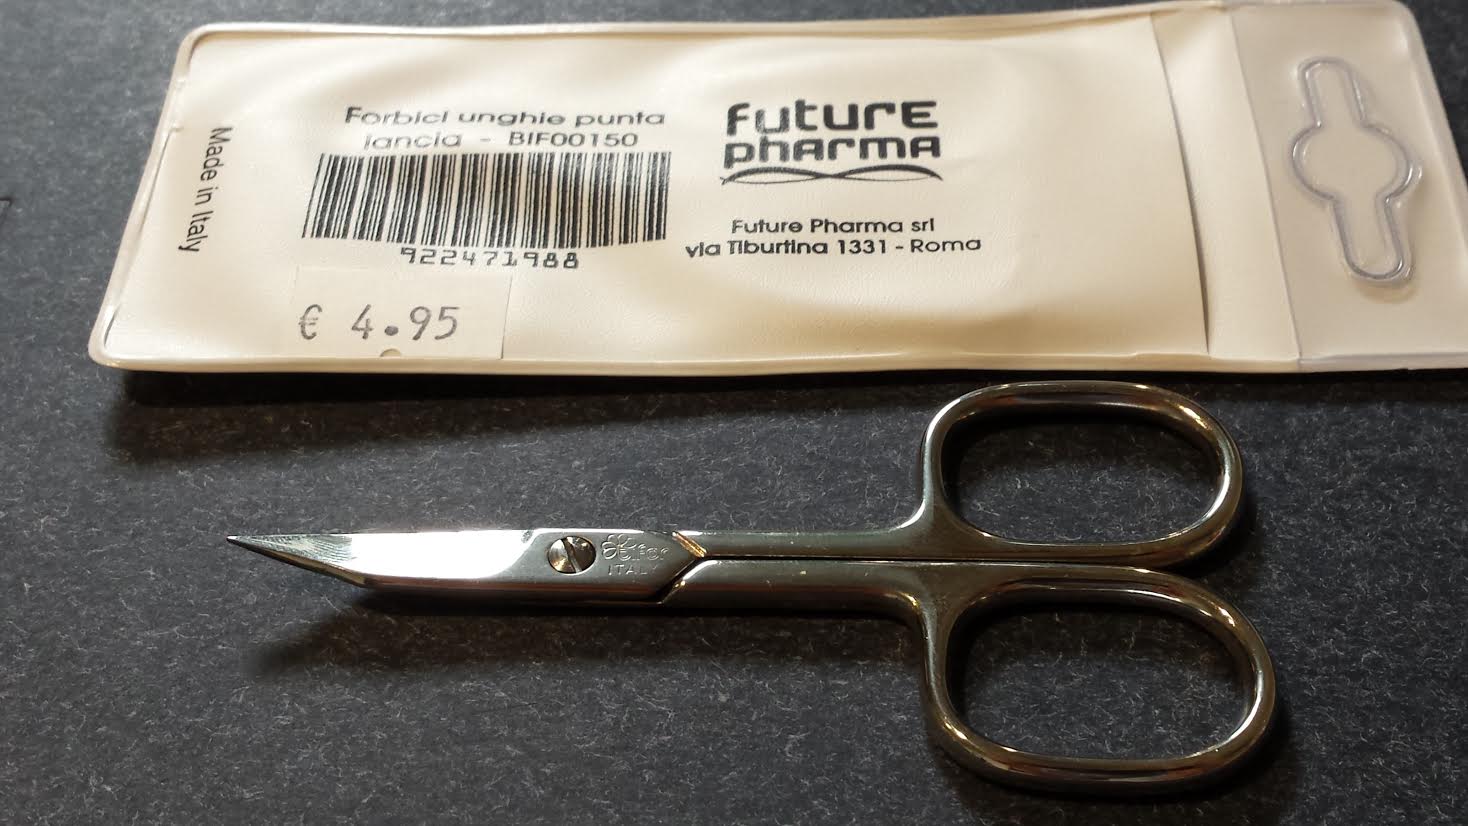 Forbici unghie punta
lancia - BIF00150
922471988
€ 4.95
Made in Italy
Future
pharma
Future Pharma srl
via Tiburtina 1331 - Roma
ITALY